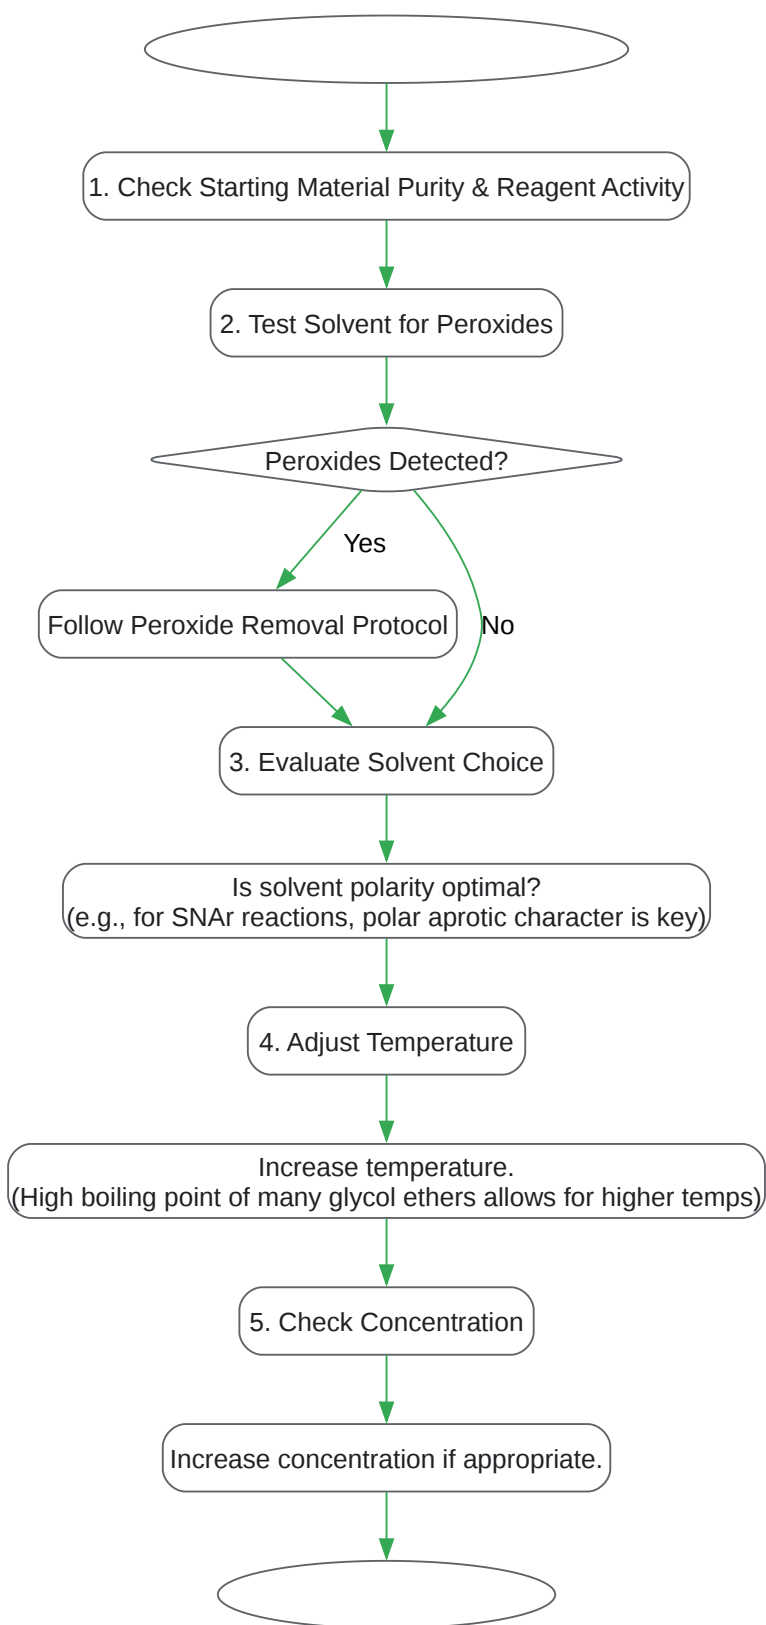 1. Check Starting Material Purity & Reagent Activity
2. Test Solvent for Peroxides
Peroxides Detected?
Yes
Follow Peroxide Removal Protocol
No
3. Evaluate Solvent Choice
Is solvent polarity optimal?
(e.g., for SNAr reactions, polar aprotic character is key)
4. Adjust Temperature
Increase temperature.
(High boiling point of many glycol ethers allows for higher temps)
5. Check Concentration
Increase concentration if appropriate.